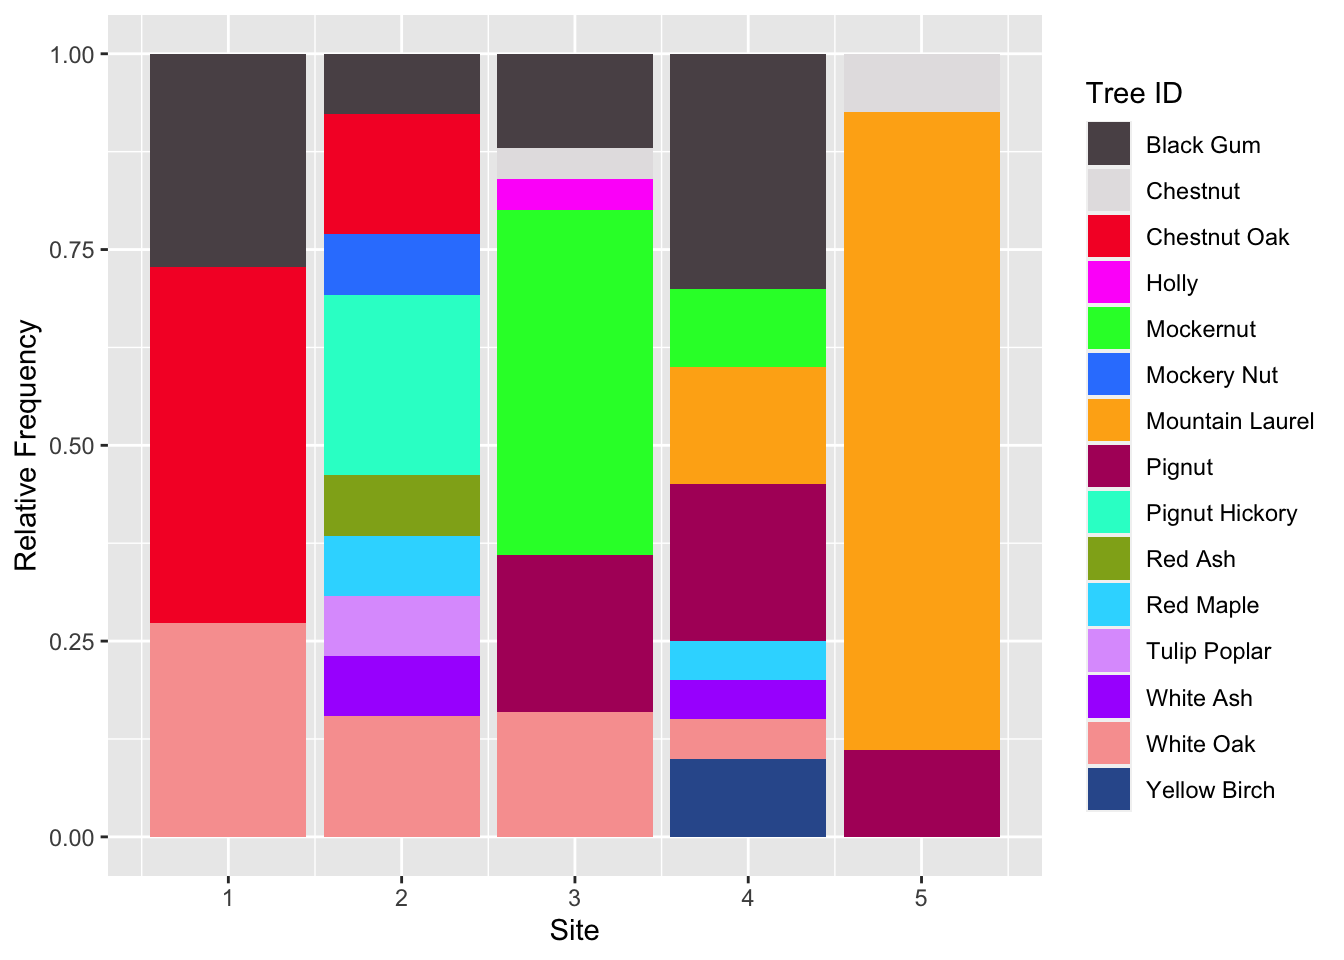 1.00
0.75
0.50
0.25
0.00
Relative Frequency
1 2 3 4 5
Site
Tree ID
Black Gum
Chestnut
Chestnut Oak
Holly
Mockernut
Mockery Nut
Mountain Laurel
Pignut
Pignut Hickory
Red Ash
Red Maple
Tulip Poplar
White Ash
White Oak
Yellow Birch